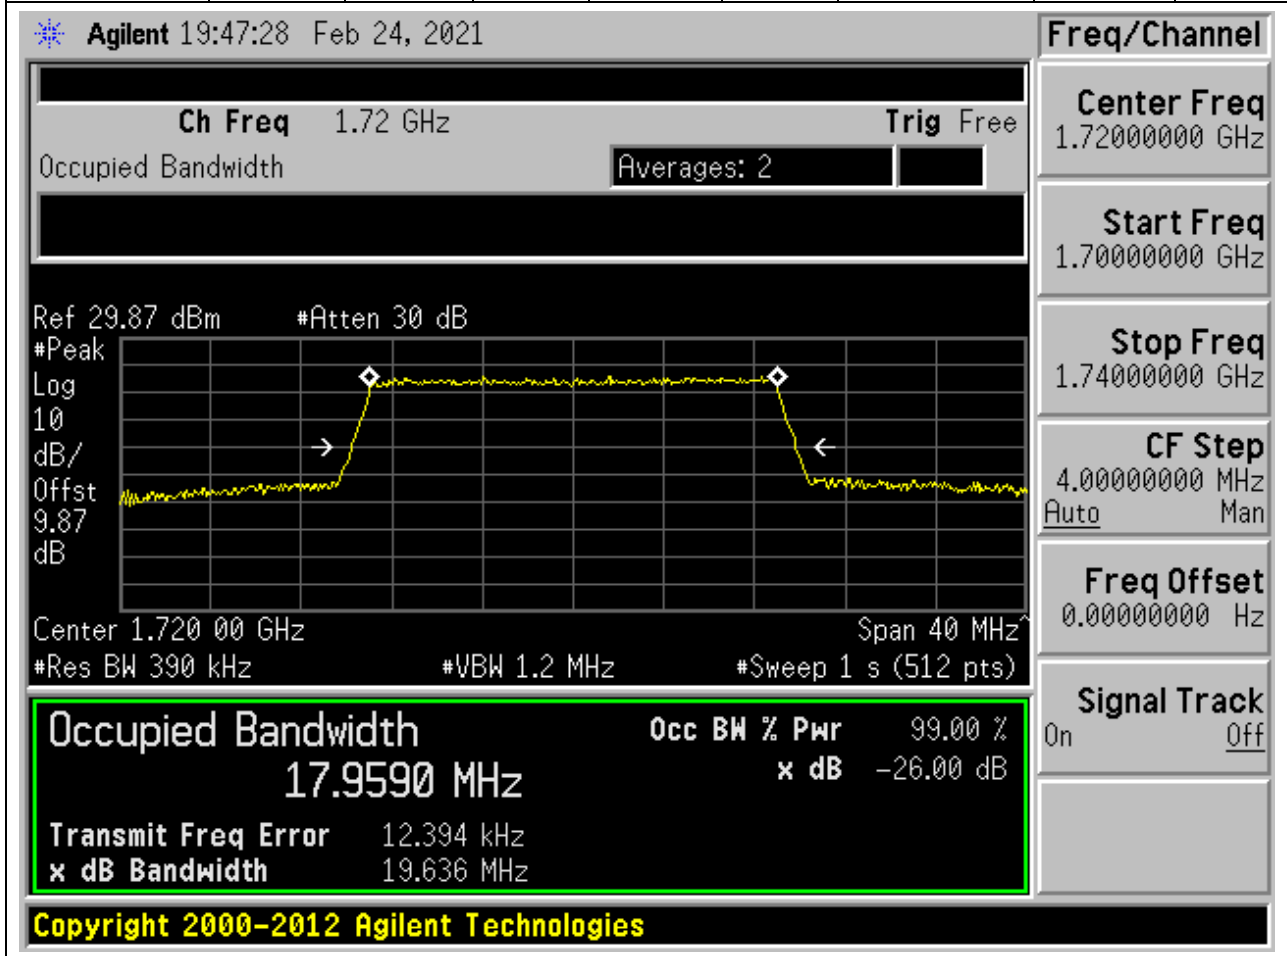 Agilent 19:47:28 Feb 24, 2021
Freq/Channel
Ch Freq 1.72 GHz Trig Free
Occupied Bandwidth Averages: 2
Center Freq
1.72000000 GHz
Start Freq
1.70000000 GHz
Stop Freq
1.74000000 GHz
CF Step
4.00000000 MHz
Auto Man
Freq Offset
0.00000000 Hz
Signal Track
On Off
Ref 29.87 dBm #Atten 30 dB
#Peak
Log
10
dB/
Offst
9.87
dB
Center 1.720 00 GHz Span 40 MHz^
#Res BW 390 kHz #VBW 1.2 MHz #Sweep 1 s (512 pts)
Occupied Bandwidth Occ BW % Pwr 99.00 %
17.9590 MHz x dB -26.00 dB
Transmit Freq Error 12.394 kHz
x dB Bandwidth 19.636 MHz
Copyright 2000-2012 Agilent Technologies